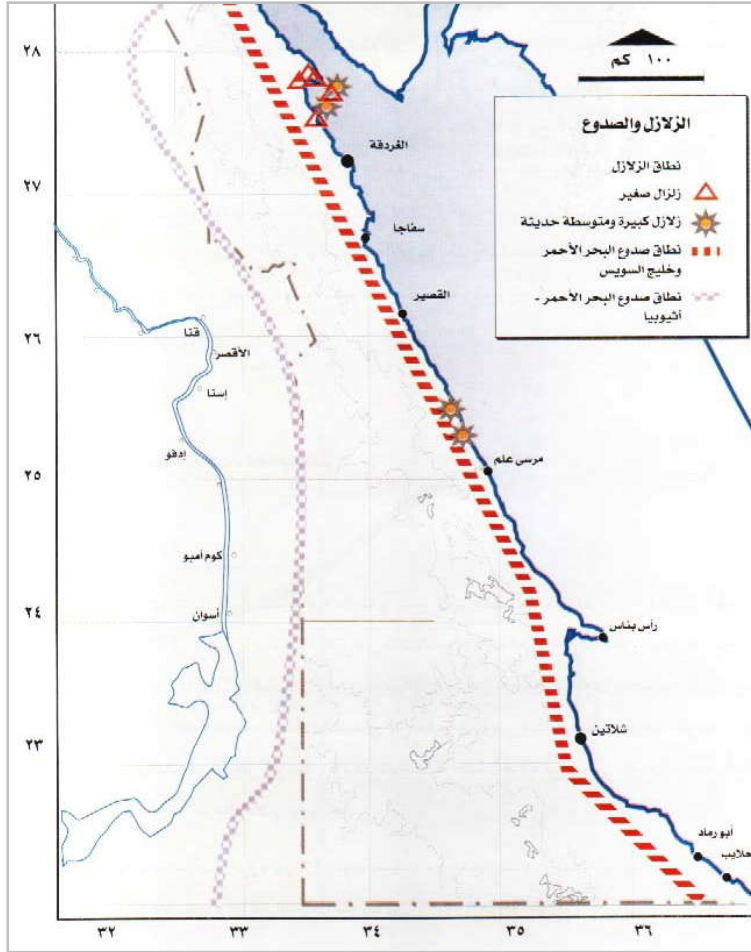 ١٠٠ كم
الزلازل والصدوع
نطاق الزلازل
زلزال صغير
زلازل كبيرة ومتوسطة حديثة
نطاق صدوع البحر الأحمر
وخليج السويس
نطاق صدوع البحر الأحمر -
أثيوبيا
٢٨
الغردقة
٢٧
سفاجا
القصير
٢٦
قنا
الأقصر
إسنا
إدفو
مرسى علم
٢٥
كوم أمبو
٢٤
أسوان
رأس بناس
٢٣
شلاتين
أبو رماد
حلايب
٣٢
٣٣
٣٤
٣٥
٣٦